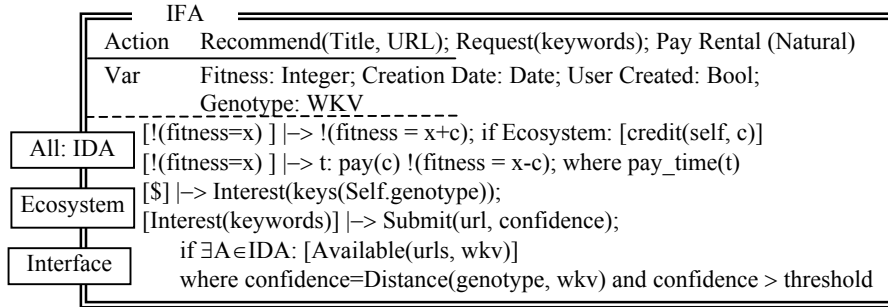 IFA
Action Recommend(Title, URL); Request(keywords); Pay Rental (Natural)
Var Fitness: Integer; Creation Date: Date; User Created: Bool;
Genotype: WKV
[!(fitness=x) ] |−> !(fitness = x+c); if Ecosystem: [credit(self, c)]
All: IDA
[!(fitness=x) ] |−> t: pay(c) !(fitness = x-c); where pay_time(t)
[$] |−> Interest(keys(Self.genotype));
Ecosystem
[Interest(keywords)] |−> Submit(url, confidence);
if ∃A∈IDA: [Available(urls, wkv)]
Interface
where confidence=Distance(genotype, wkv) and confidence > threshold